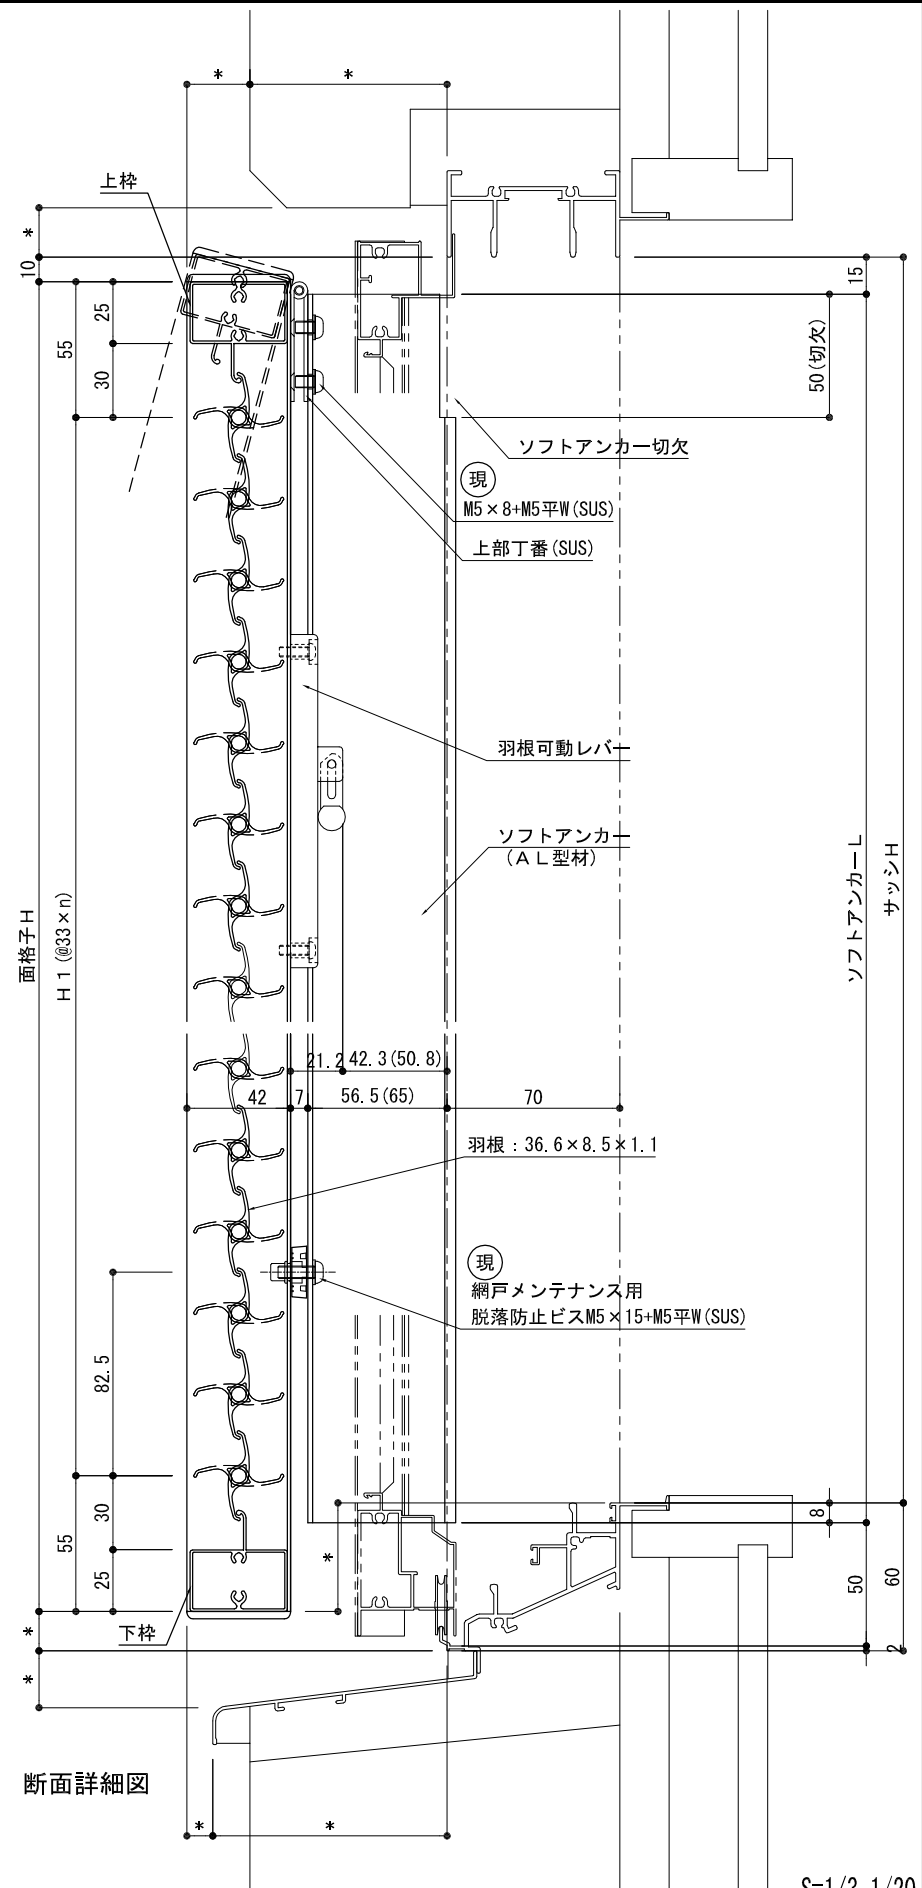 *
*
上枠
*
10
25
55
30
15
50(切欠)
ソフトアンカー切欠
現
M5×8+M5平W(SUS)
上部丁番(SUS)
羽根可動レバー
ソフトアンカー
(AL型材)
面格子H
H1(@33×n)
ソフトアンカーL
サッシH
21.2
42.3(50.8)
42
7
56.5(65)
70
羽根:36.6×8.5×1.1
現
網戸メンテナンス用
脱落防止ビスM5×15+M5平W(SUS)
82.5
30
55
25
*
8
50
60
2
下枠
*
*
断面詳細図
*
*
S=1/3,1/20